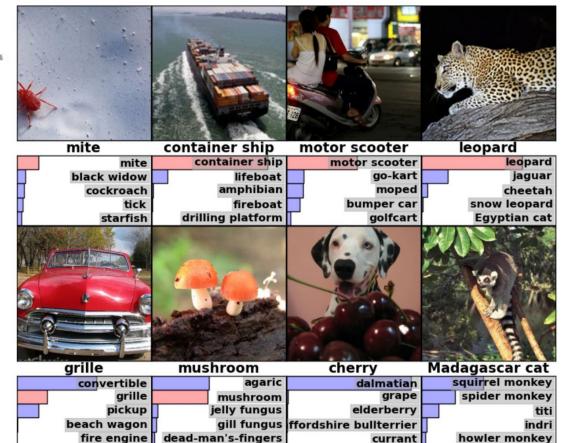 mite
container ship
motor scooter
leopard
mite
black widow
cockroach
tick
starfish
container ship
lifeboat
amphibian
fireboat
drilling platform
motor scooter
go-kart
moped
bumper car
golfcart
leopard
jaguar
cheetah
snow leopard
Egyptian cat
grille
mushroom
cherry
Madagascar cat
convertible
grille
pickup
beach wagon
fire engine
agaric
mushroom
jelly fungus
gill fungus
dead-man's-fingers
dalmatian
grape
elderberry
ffordshire bullterrier
currant
squirrel monkey
spider monkey
titi
indri
howler monkey